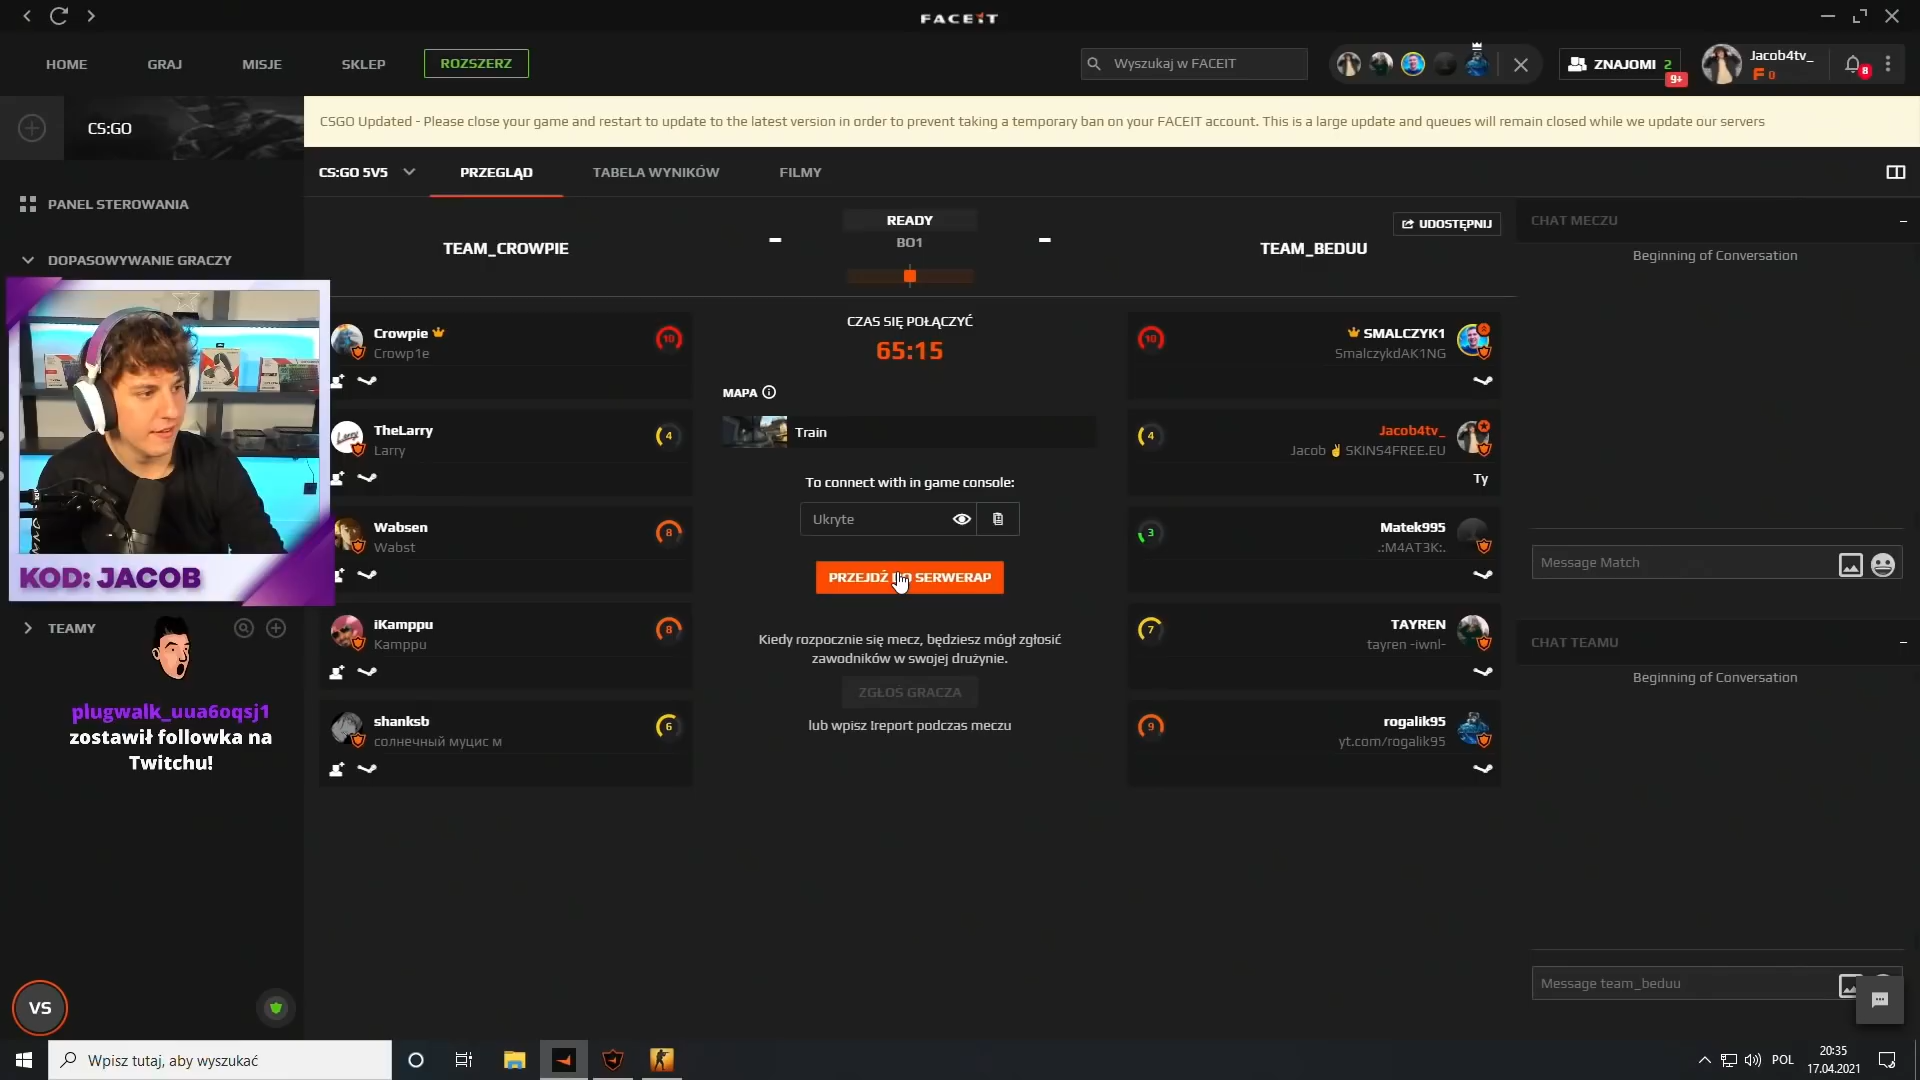 FACEIT
HOME
GRAJ
MISJE
SKLEP
ROZSZERZ
Wyszukaj w FACEIT
ZNAJOMI 2
9+
Jacob4tv_
0
8
CS:GO
CSGO Updated - Please close your game and restart to update to the latest version in order to prevent taking a temporary ban on your FACEIT account. This is a large update and queues will remain closed while we update our servers
CS:GO 5V5
PRZEGLĄD
TABELA WYNIKÓW
FILMY
PANEL STEROWANIA
DOPASOWYWANIE GRACZY
KOD: JACOB
TEAMY
plugwalk_uua6oqsj1
zostawił followka na
Twitchu!
VS
TEAM_CROWPIE
READY
BO1
TEAM_BEDUU
UDOSTĘPNIJ
Crowpie
Crowp1e
10
TheLarry
Larry
4
Wabsen
Wabst
8
iKamppu
Kamppu
8
shanksb
солнечный муцис м
6
CZAS SIĘ POŁĄCZYĆ
65:15
MAPA
Train
To connect with in game console:
Ukryte
PRZEJDŹ DO SERWERAP
Kiedy rozpocznie się mecz, będziesz mógł zgłosić
zawodników w swojej drużynie.
ZGŁOŚ GRACZA
lub wpisz !report podczas meczu
10
SMALCZYK1
SmalczykdAK1NG
4
Jacob4tv_
Jacob ✌ SKINS4FREE.EU
Ty
3
Matek995
.:M4AT3K:.
7
TAYREN
tayren -iwnl-
9
rogalik95
yt.com/rogalik95
CHAT MECZU
Beginning of Conversation
Message Match
CHAT TEAMU
Beginning of Conversation
Message team_beduu
Wpisz tutaj, aby wyszukać
POL
20:35
17.04.2021